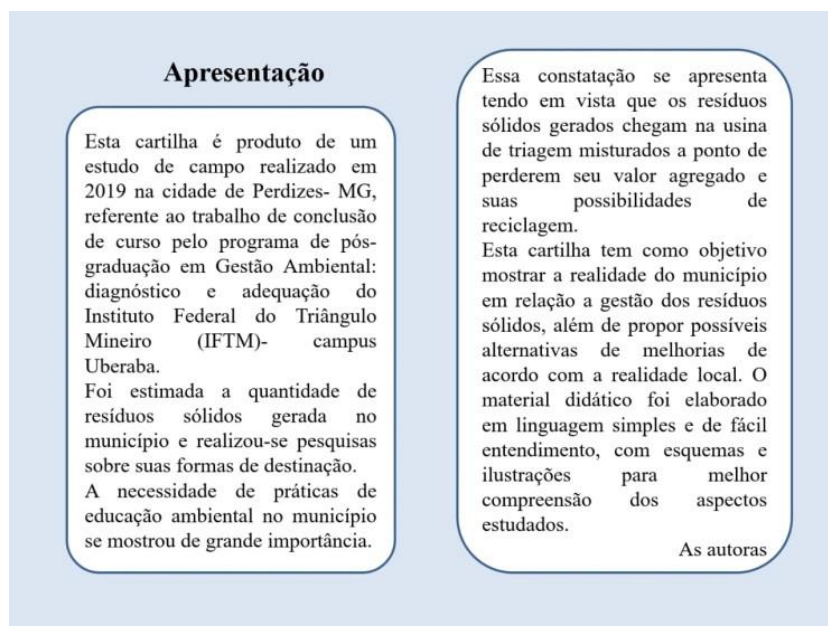 Apresentação
Esta cartilha é produto de um
estudo de campo realizado em
2019 na cidade de Perdizes- MG,
referente ao trabalho de conclusão
de curso pelo programa de pós-
graduação em Gestão Ambiental:
diagnóstico e adequação do
Instituto Federal do Triângulo
Mineiro (IFTM)- campus
Uberaba.
Foi estimada a quantidade de
resíduos sólidos gerada no
município e realizou-se pesquisas
sobre suas formas de destinação.
A necessidade de práticas de
educação ambiental no município
se mostrou de grande importância.
Essa constatação se apresenta
tendo em vista que os resíduos
sólidos gerados chegam na usina
de triagem misturados a ponto de
perderem seu valor agregado e
suas possibilidades de
reciclagem.
Esta cartilha tem como objetivo
mostrar a realidade do município
em relação a gestão dos resíduos
sólidos, além de propor possíveis
alternativas de melhorias de
acordo com a realidade local. O
material didático foi elaborado
em linguagem simples e de fácil
entendimento, com esquemas e
ilustrações para melhor
compreensão dos aspectos
estudados.
As autoras